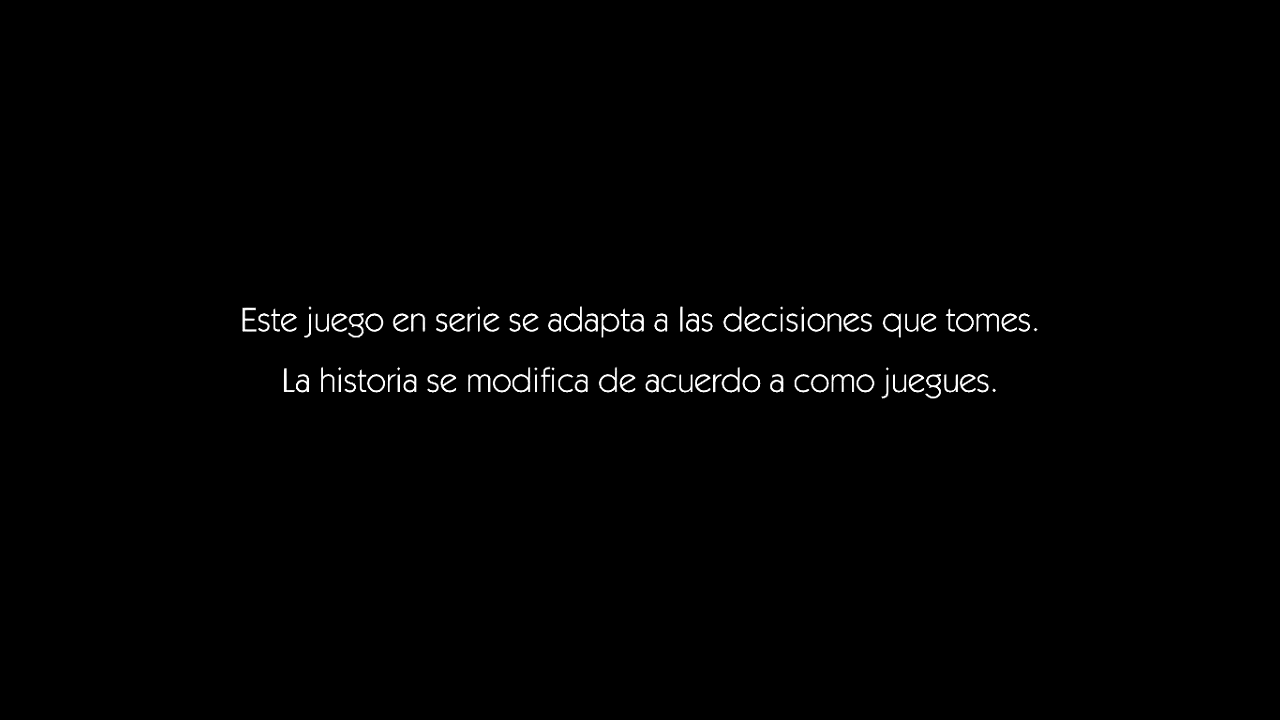 Este juego en serie se adapta a las decisiones que tomes.
La historia se modifica de acuerdo a como juegues.